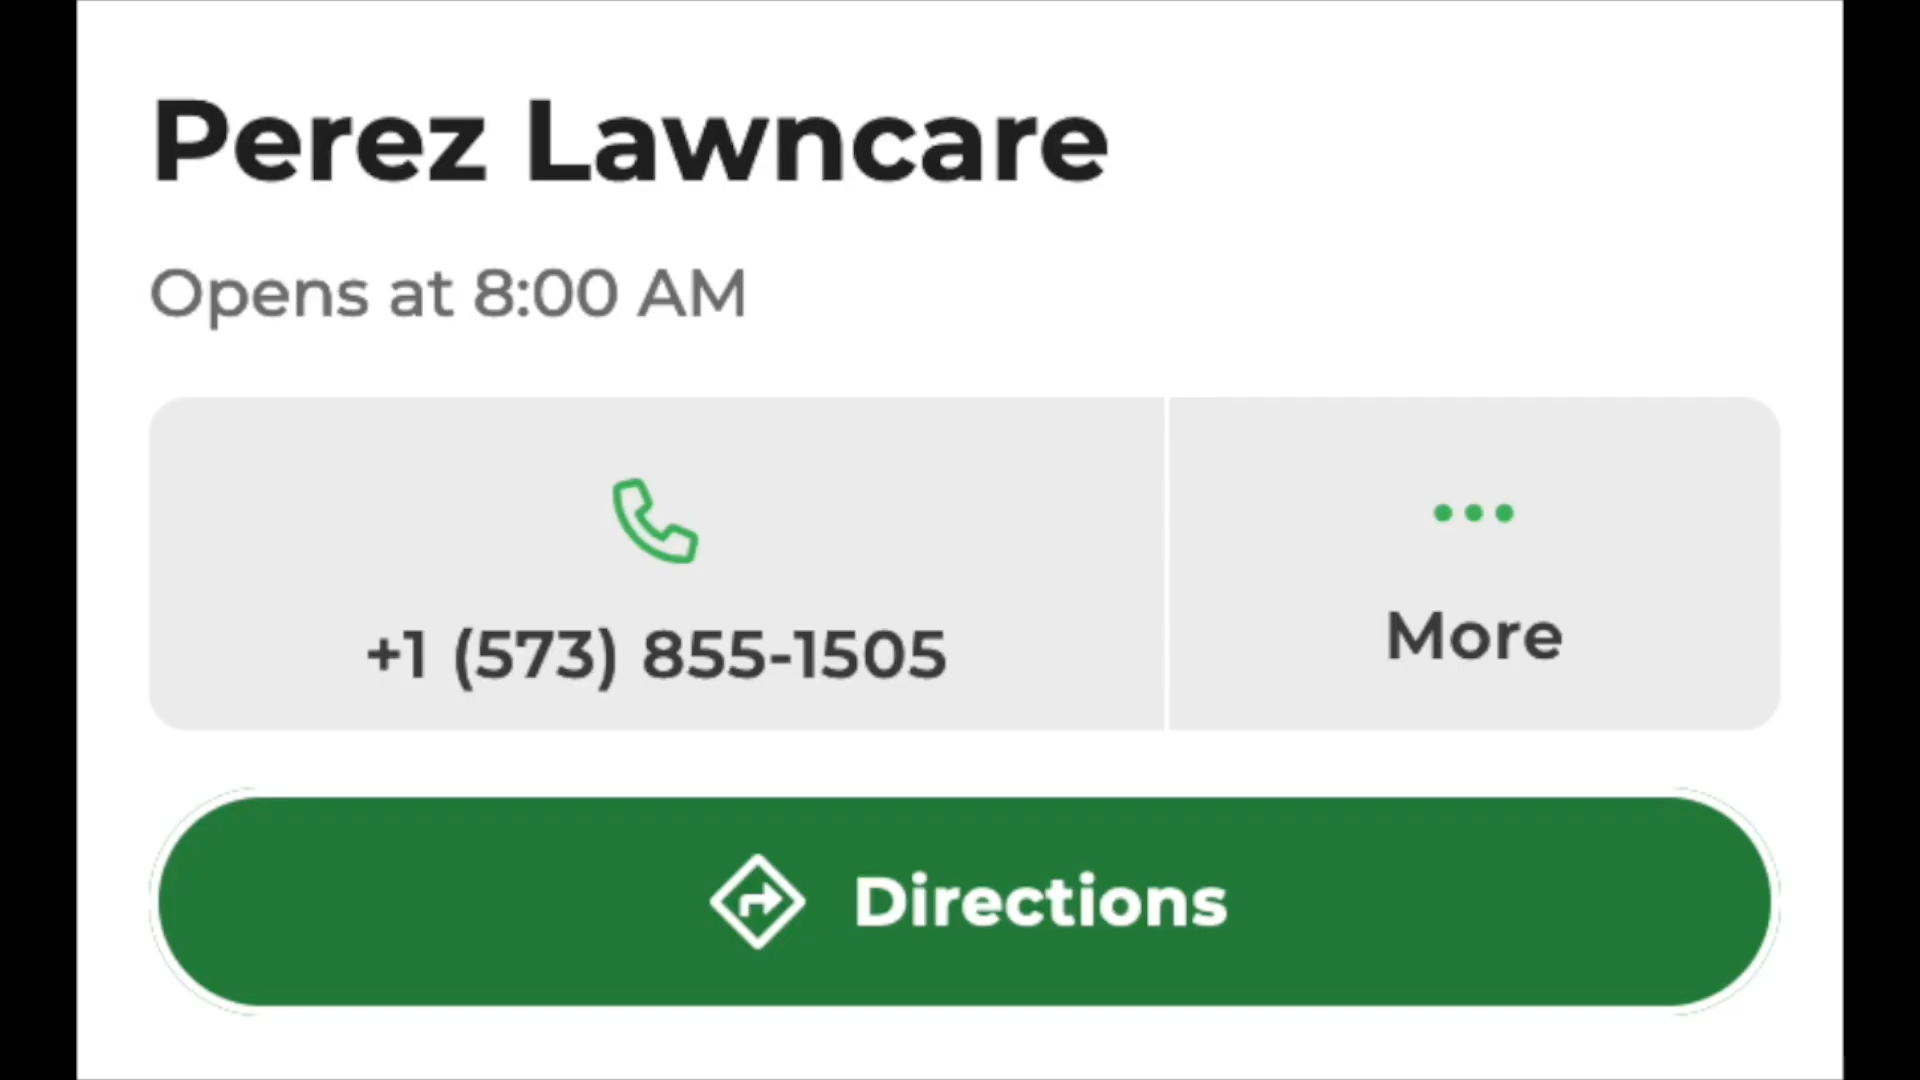 Perez Lawncare
Opens at 8:00 AM
+1 (573) 855-1505
More
Directions